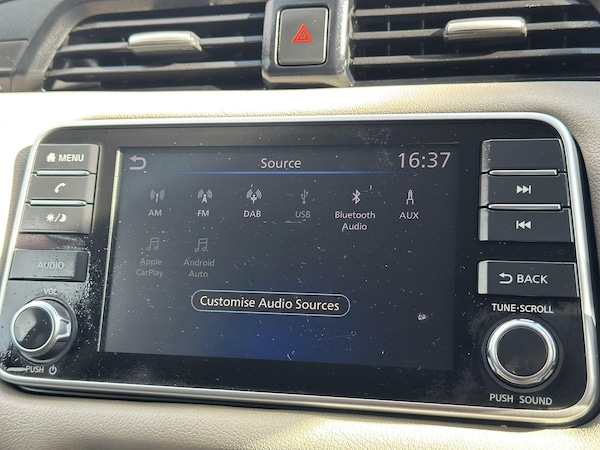 MENU
AUDIO
VOL
PUSH
Source
16:37
AM
FM
DAB
USB
Bluetooth
Audio
AUX
Apple
CarPlay
Android
Auto
Customise Audio Sources
BACK
TUNE·SCROLL
PUSH SOUND